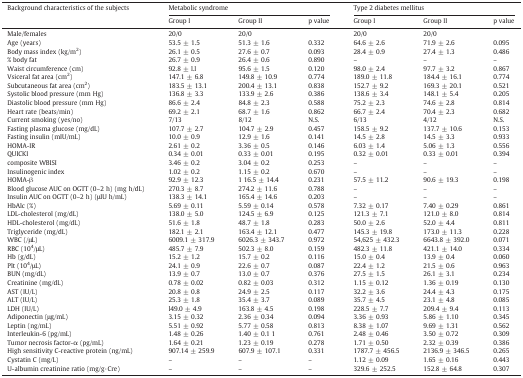 Background characteristics of the subjects Metabolic syndrome Type 2 diabetes mellitus
Group I Group II p value Group I Group II p value
Male/females 20/0 20/0 20/0 20/0
Age (years) 53.5 ± 1.5 51.3 ± 1.6 0.332 64.6 ± 2.6 71.9 ± 2.6 0.095
Body mass index (kg/m²) 26.1 ± 0.5 27.6 ± 0.7 0.093 28.4 ± 0.9 27.4 ± 1.3 0.486
% body fat 26.7 ± 0.9 26.4 ± 0.6 0.890 – – –
Waist circumference (cm) 92.8 ± 1.1 95.6 ± 1.5 0.120 98.0 ± 2.4 97.7 ± 3.2 0.867
Vsiceral fat area (cm²) 147.1 ± 6.8 149.8 ± 10.9 0.774 189.0 ± 11.8 184.4 ± 16.1 0.774
Subcutaneous fat area (cm²) 183.5 ± 13.1 200.4 ± 13.1 0.838 152.7 ± 9.2 169.3 ± 20.1 0.521
Systolic blood pressure (mm Hg) 136.8 ± 3.3 133.9 ± 2.6 0.386 138.6 ± 3.4 148.1 ± 5.4 0.205
Diastolic blood pressure (mm Hg) 86.6 ± 2.4 84.8 ± 2.3 0.588 75.2 ± 2.3 74.6 ± 2.8 0.814
Heart rate (beats/min) 69.2 ± 2.1 68.7 ± 1.6 0.862 66.7 ± 2.4 70.4 ± 2.3 0.682
Current smoking (yes/no) 7/13 8/12 N.S. 6/13 4/12 N.S.
Fasting plasma glucose (mg/dL) 107.7 ± 2.7 104.7 ± 2.9 0.457 158.5 ± 9.2 137.7 ± 10.6 0.153
Fasting insulin (mIU/mL) 10.0 ± 0.9 12.9 ± 1.6 0.141 14.5 ± 2.8 14.5 ± 3.3 0.933
HOMA-IR 2.61 ± 0.2 3.36 ± 0.5 0.146 6.03 ± 1.4 5.06 ± 1.3 0.556
QUICKI 0.34 ± 0.01 0.33 ± 0.01 0.195 0.32 ± 0.01 0.33 ± 0.01 0.394
composite WBISI 3.46 ± 0.2 3.04 ± 0.2 0.253 – – –
Insulinogenic index 1.02 ± 0.2 1.15 ± 0.2 0.670 – – –
HOMA-β 92.9 ± 12.3 1 16.5 ± 14.4 0.231 57.5 ± 11.2 90.6 ± 19.3 0.198
Blood glucose AUC on OGTT (0–2 h) (mg h/dL) 270.3 ± 8.7 274.2 ± 11.6 0.788 – – –
Insulin AUC on OGTT (0–2 h) (μIU h/mL) 138.3 ± 14.1 165.4 ± 14.6 0.203 – – –
HbAlc (%) 5.69 ± 0.11 5.59 ± 0.14 0.578 7.32 ± 0.17 7.40 ± 0.29 0.861
LDL-cholesterol (mg/dL) 138.0 ± 5.0 124.5 ± 6.9 0.125 121.3 ± 7.1 121.0 ± 8.0 0.814
HDL-cholesterol (mg/dL) 51.6 ± 1.8 48.7 ± 1.8 0.283 50.0 ± 2.6 52.0 ± 4.4 0.811
Triglyceride (mg/dL) 182.1 ± 2.1 163.4 ± 12.1 0.477 145.3 ± 19.8 173.0 ± 11.3 0.228
WBC (/μL) 6009.1 ± 317.9 6026.3 ± 343.7 0.972 54,625 ± 432.3 6643.8 ± 392.0 0.071
RBC (10⁴/μL) 485.7 ± 7.9 502.3 ± 8.0 0.159 482.3 ± 11.8 421.1 ± 14.0 0.334
Hb (g/dL) 15.2 ± 1.2 15.7 ± 0.2 0.116 15.0 ± 0.4 13.9 ± 0.4 0.060
Plt (10⁴/μL) 24.1 ± 0.9 22.6 ± 0.7 0.087 22.4 ± 1.2 21.5 ± 0.6 0.963
BUN (mg/dL) 13.9 ± 0.7 13.0 ± 0.7 0.376 27.5 ± 1.5 26.1 ± 3.1 0.234
Creatinine (mg/dL) 0.78 ± 0.02 0.82 ± 0.03 0.312 1.15 ± 0.12 1.36 ± 0.19 0.130
AST (IU/L) 20.8 ± 0.8 24.9 ± 2.5 0.117 32.2 ± 3.6 24.4 ± 4.3 0.175
ALT (IU/L) 25.3 ± 1.8 35.4 ± 3.7 0.089 35.7 ± 4.5 23.1 ± 4.8 0.085
LDH (IU/L) 149.0 ± 4.9 163.8 ± 4.5 0.198 228.5 ± 7.7 209.4 ± 9.4 0.113
Adiponectin (μg/mL) 3.15 ± 0.32 2.36 ± 0.34 0.094 3.36 ± 0.93 5.86 ± 1.10 0.345
Leptin (ng/mL) 5.51 ± 0.92 5.77 ± 0.58 0.813 8.38 ± 1.07 9.69 ± 1.31 0.562
Interleukin-6 (pg/mL) 1.48 ± 0.26 1.40 ± 0.1 1 0.761 2.48 ± 0.46 3.50 ± 0.72 0.309
Tumor necrosis factor-α (pg/mL) 1.64 ± 0.21 1.23 ± 0.19 0.278 1.71 ± 0.50 2.32 ± 0.39 0.386
High sensitivity C-reactive protein (ng/mL) 907.14 ± 259.9 607.9 ± 107.1 0.331 1787.7 ± 456.5 2136.9 ± 346.5 0.265
Cystatin C (mg/L) – – – 1.12 ± 0.09 1.65 ± 0.16 0.443
U-albumin creatinine ratio (mg/g·Cre) – – – 329.6 ± 252.5 152.8 ± 64.8 0.307